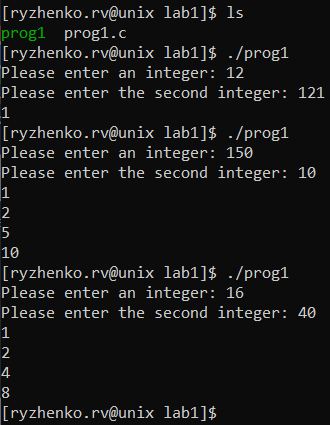 [ryzhenko.rv@unix lab1]$ ls
prog1  prog1.c
[ryzhenko.rv@unix lab1]$ ./prog1
Please enter an integer: 12
Please enter the second integer: 121
1
[ryzhenko.rv@unix lab1]$ ./prog1
Please enter an integer: 150
Please enter the second integer: 10
1
2
5
10
[ryzhenko.rv@unix lab1]$ ./prog1
Please enter an integer: 16
Please enter the second integer: 40
1
2
4
8
[ryzhenko.rv@unix lab1]$